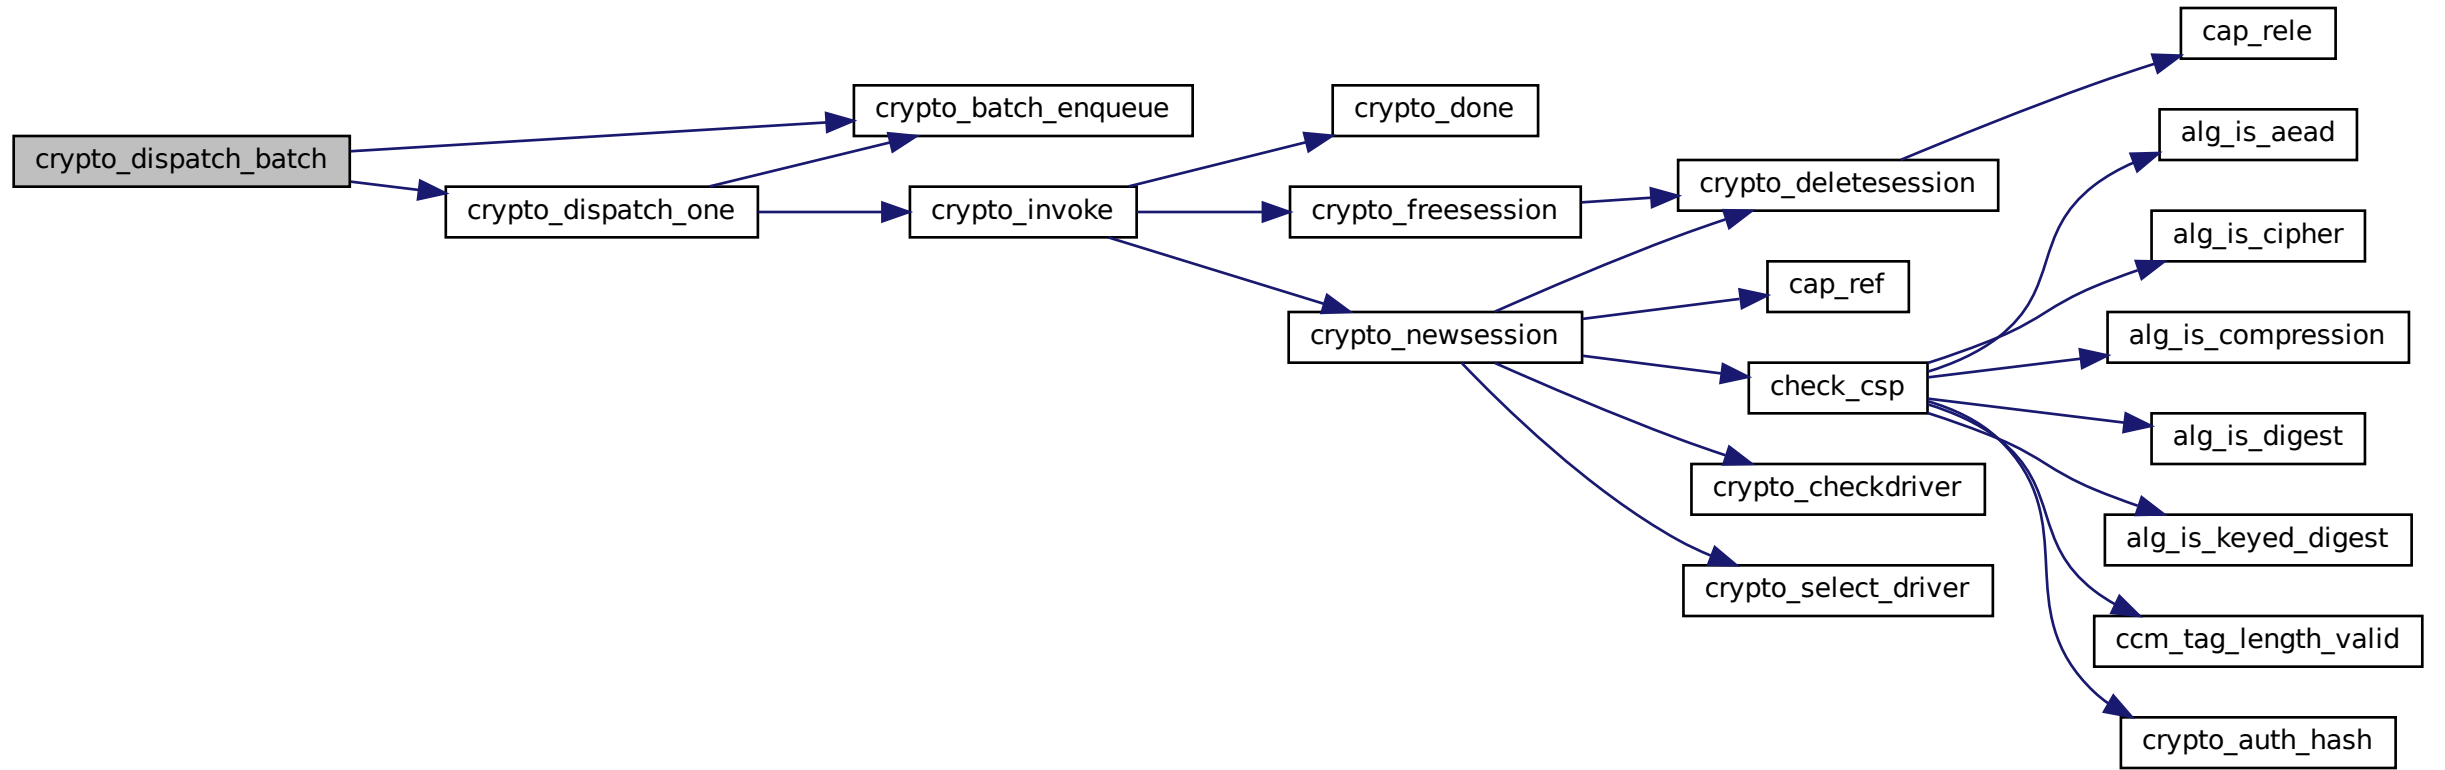 crypto_dispatch_batch
crypto_batch_enqueue
crypto_dispatch_one
crypto_invoke
crypto_done
crypto_freesession
crypto_newsession
crypto_deletesession
cap_ref
check_csp
crypto_checkdriver
crypto_select_driver
cap_rele
alg_is_aead
alg_is_cipher
alg_is_compression
alg_is_digest
alg_is_keyed_digest
ccm_tag_length_valid
crypto_auth_hash